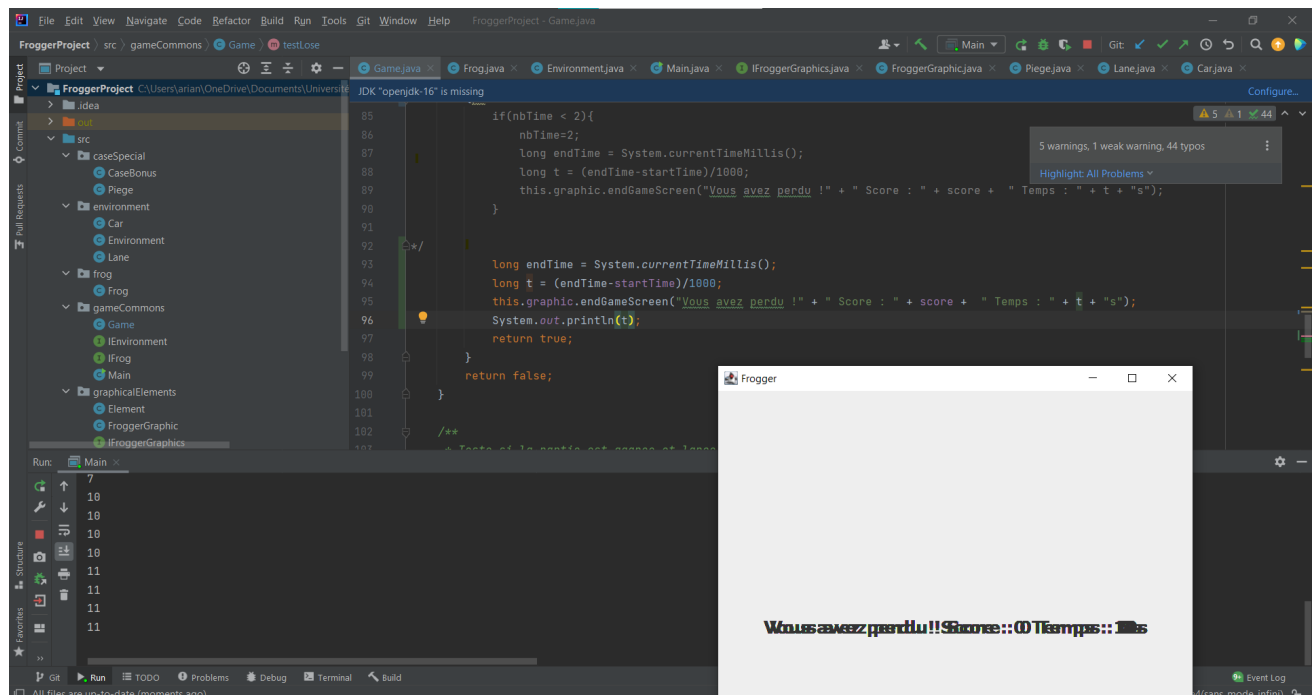 File Edit View Navigate Code Refactor Build Run Tools Git Window Help FroggerProject - Game.java
FroggerProject src gameCommons Game testLose Main Git:
Project Game.java Frog.java Environment.java Main.java IFroggerGraphics.java FroggerGraphic.java Piege.java Lane.java Car.java
FroggerProject C:\Users\arian\OneDrive\Documents\Université
JDK "openjdk-16" is missing Configure...
.idea
out
src
caseSpecial
CaseBonus
Piege
environment
Car
Environment
Lane
frog
Frog
gameCommons
Game
IEnvironment
IFrog
Main
graphicalElements
Element
FroggerGraphic
IFroggerGraphics
Project
Commit
Pull Requests
85 if(nbTime < 2){
86 nbTime=2;
87 long endTime = System.currentTimeMillis();
88 long t = (endTime-startTime)/1000;
89 this.graphic.endGameScreen("Vous avez perdu !" + " Score : " + score + " Temps : " + t + "s");
90 }
91
92 */
93 long endTime = System.currentTimeMillis();
94 long t = (endTime-startTime)/1000;
95 this.graphic.endGameScreen("Vous avez perdu !" + " Score : " + score + " Temps : " + t + "s");
96 System.out.println(t);
97 return true;
98 }
99 return false;
100 }
101
102 /**
5 1 44
5 warnings, 1 weak warning, 44 typos
Highlight: All Problems
Run: Main
7
10
10
10
10
11
11
11
11
Structure
Favorites
Frogger
Git Run TODO Problems Debug Terminal Build Event Log
All files are up-to-date (moments ago)